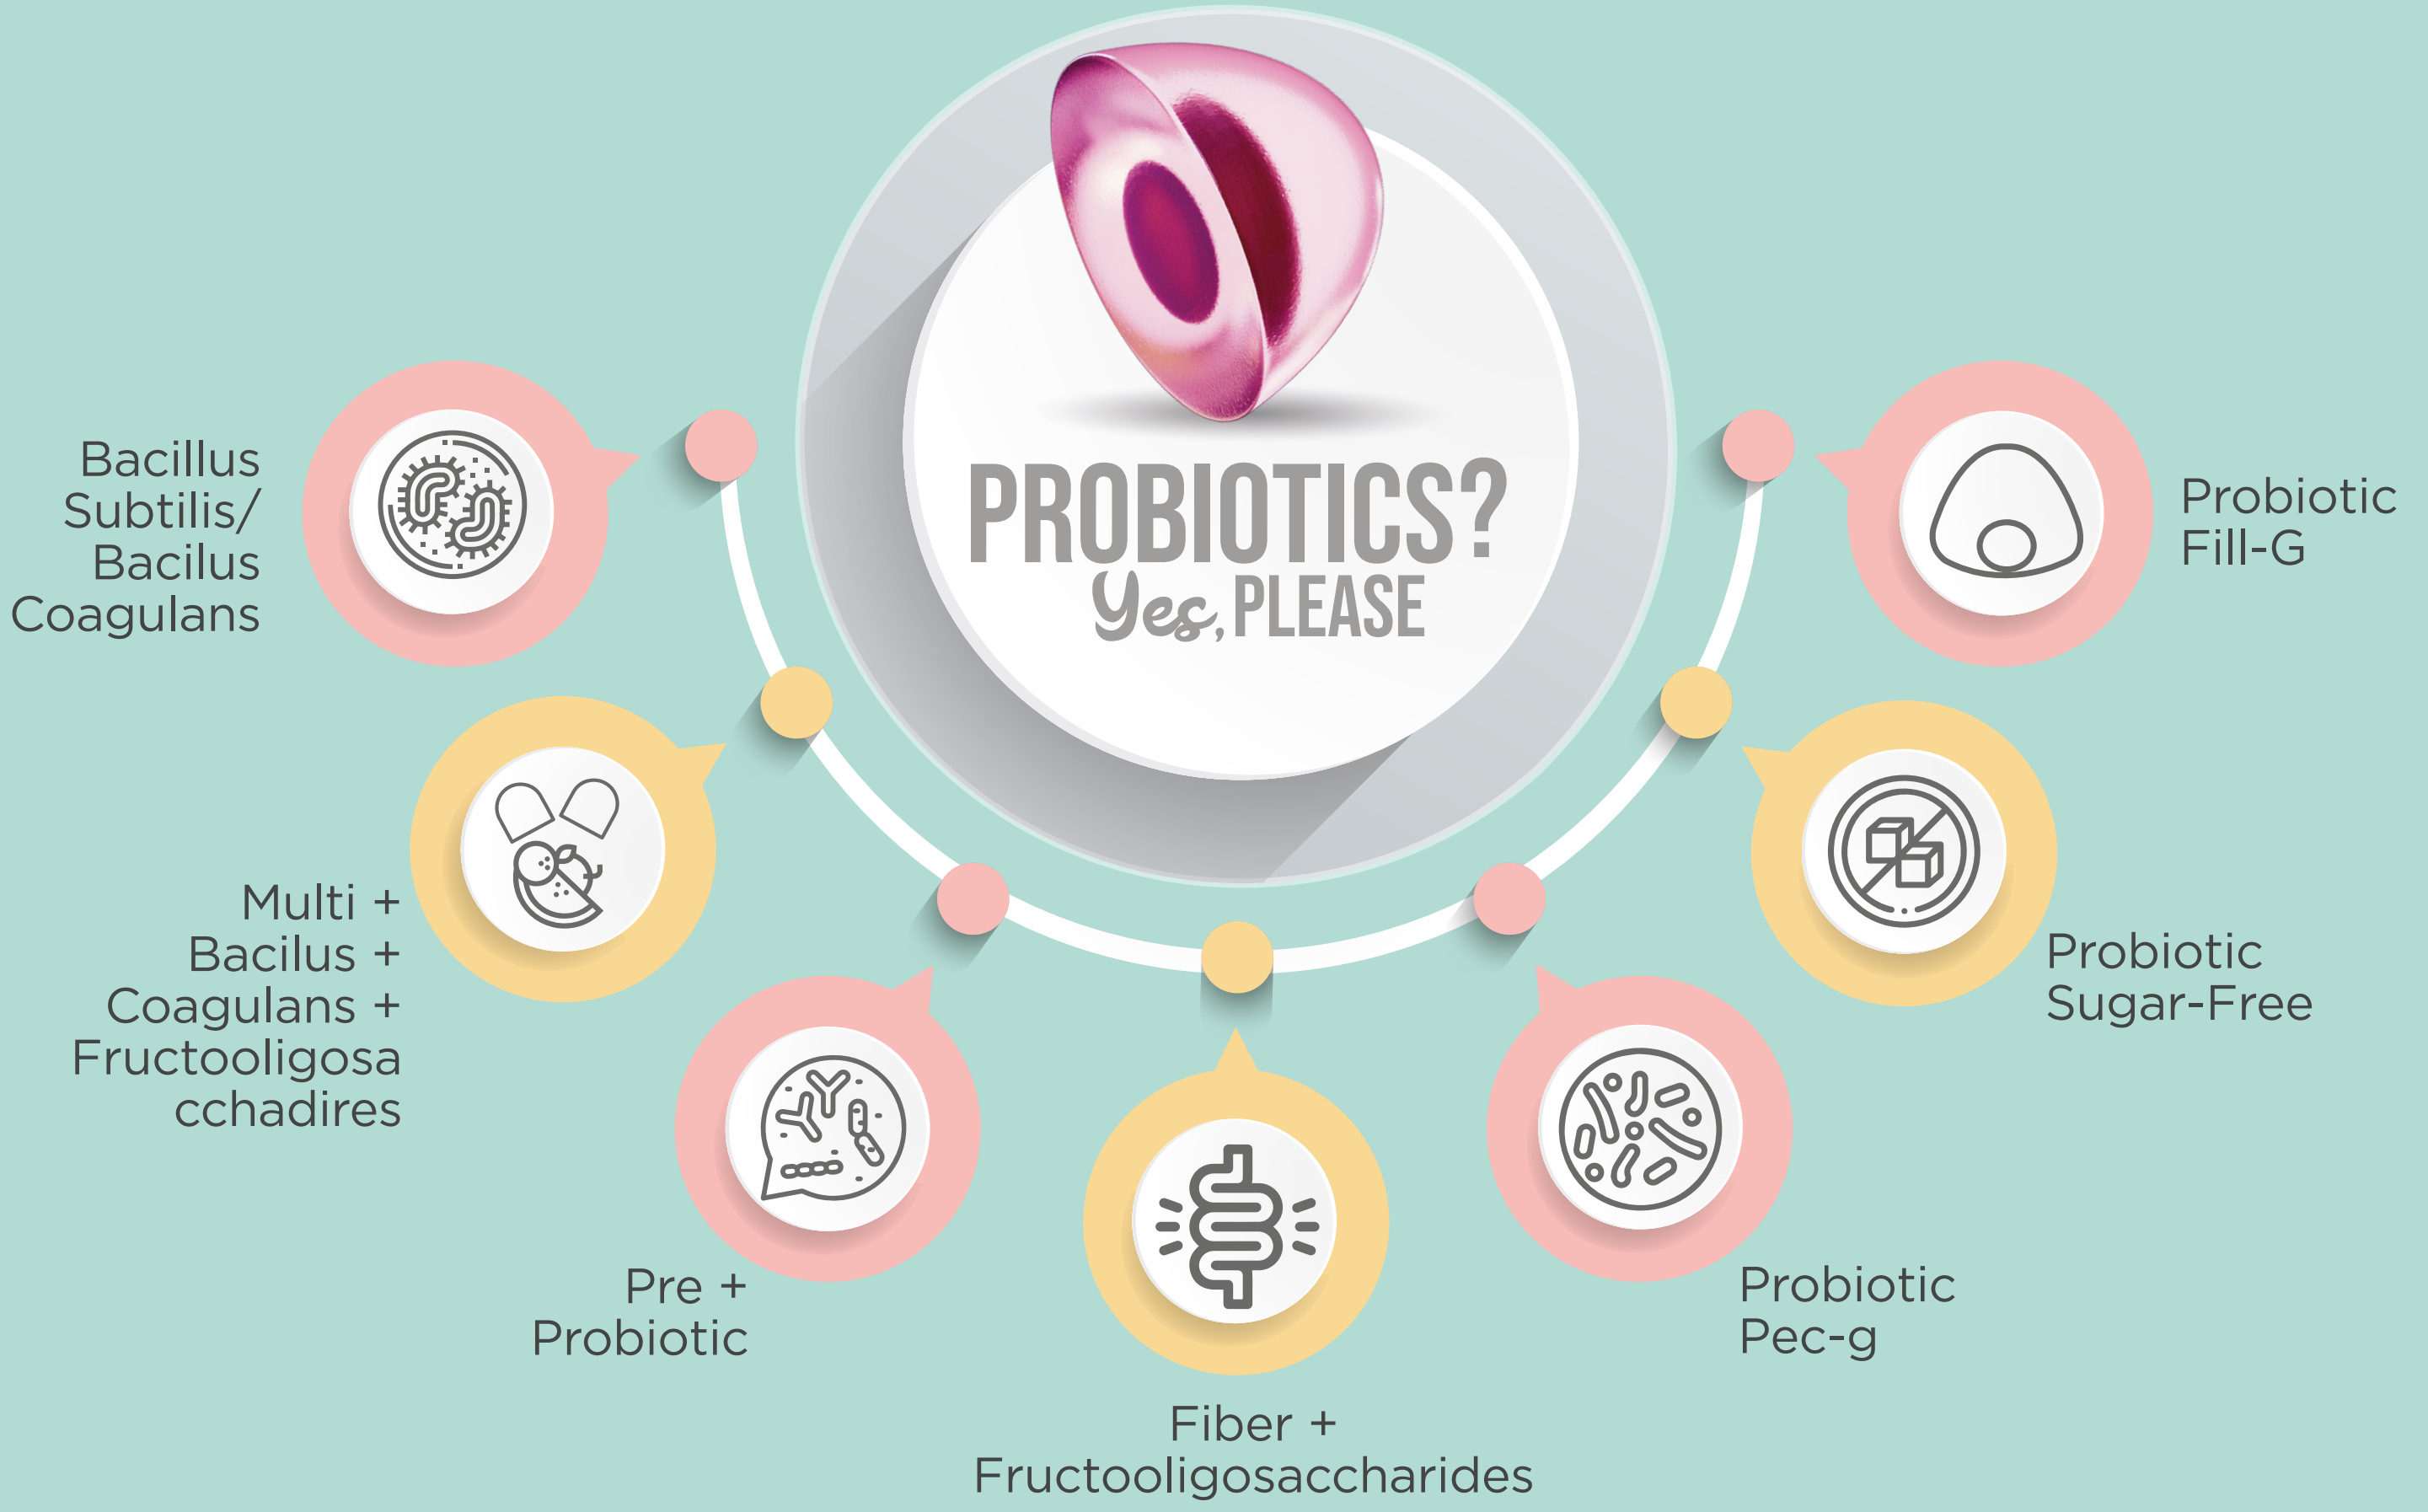 PROBIOTICS?
Yes, PLEASE
Bacillus
Subtilis/
Bacilus
Coagulans
Multi +
Bacilus +
Coagulans +
Fructooligosa
cchadires
Pre +
Probiotic
Fiber +
Fructooligosaccharides
Probiotic
Pec-g
Probiotic
Sugar-Free
Probiotic
Fill-G